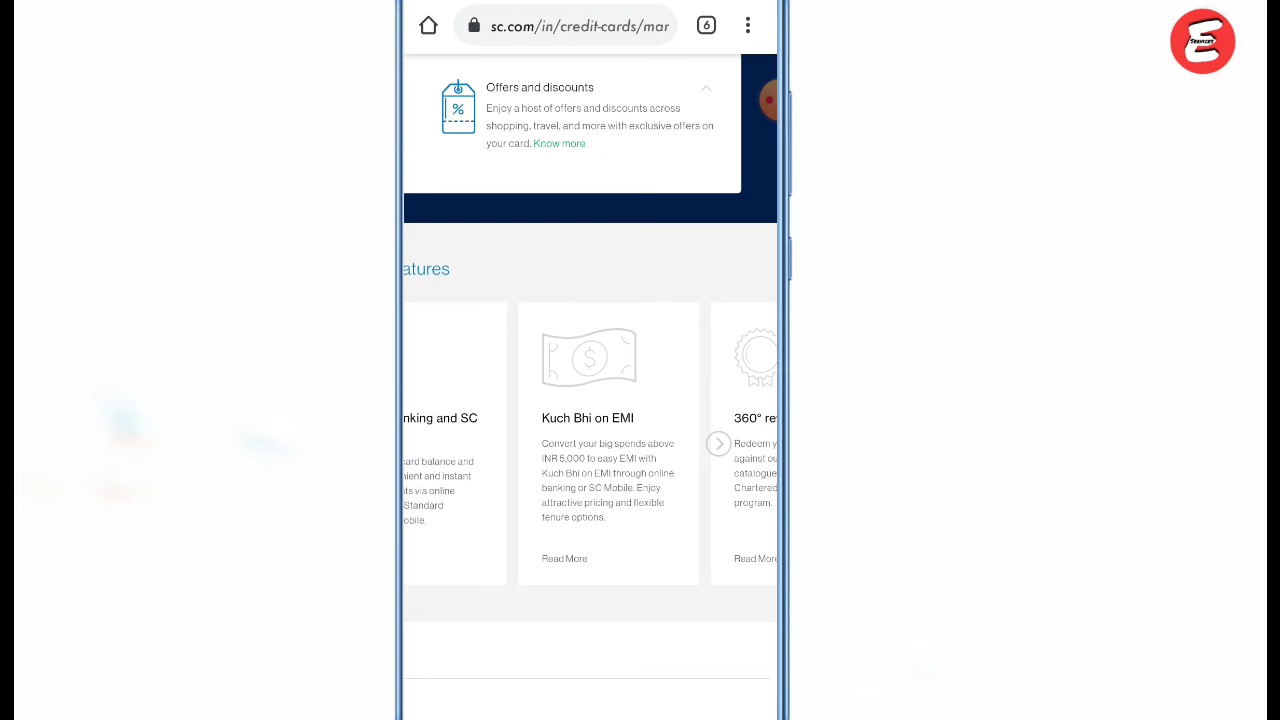 sc.com/in/credit-cards/mar
6
SERVICES
Offers and discounts
%
Enjoy a host of offers and discounts across
shopping, travel, and more with exclusive offers on
your card. Know more
atures
$
nking and SC
Kuch Bhi on EMI
360° re
card balance and
nient and instant
ts via online
Standard
obile.
Convert your big spends above
INR 5,000 to easy EMI with
Kuch Bhi on EMI through online
banking or SC Mobile. Enjoy
attractive pricing and flexible
tenure options.
Read More
Redeem y
against ou
catalogue
Chartered
program.
Read More